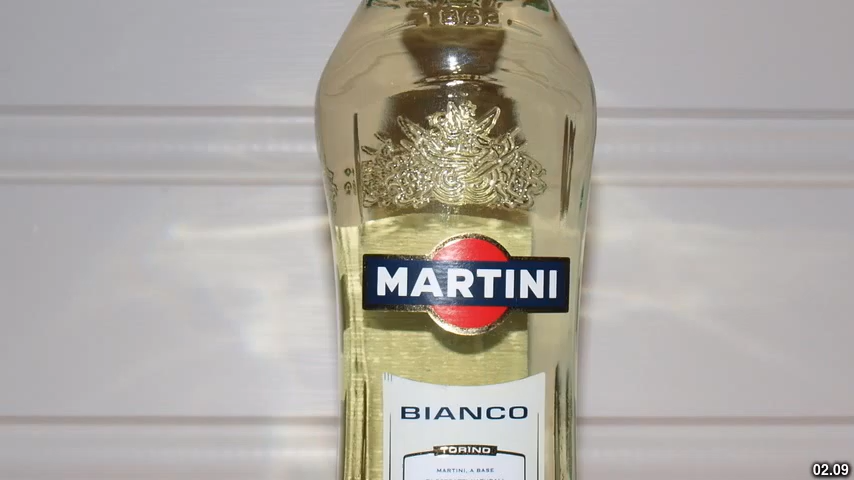 MARTINI
BIANCO
TORINO
MARTINI, A BASE
02.09